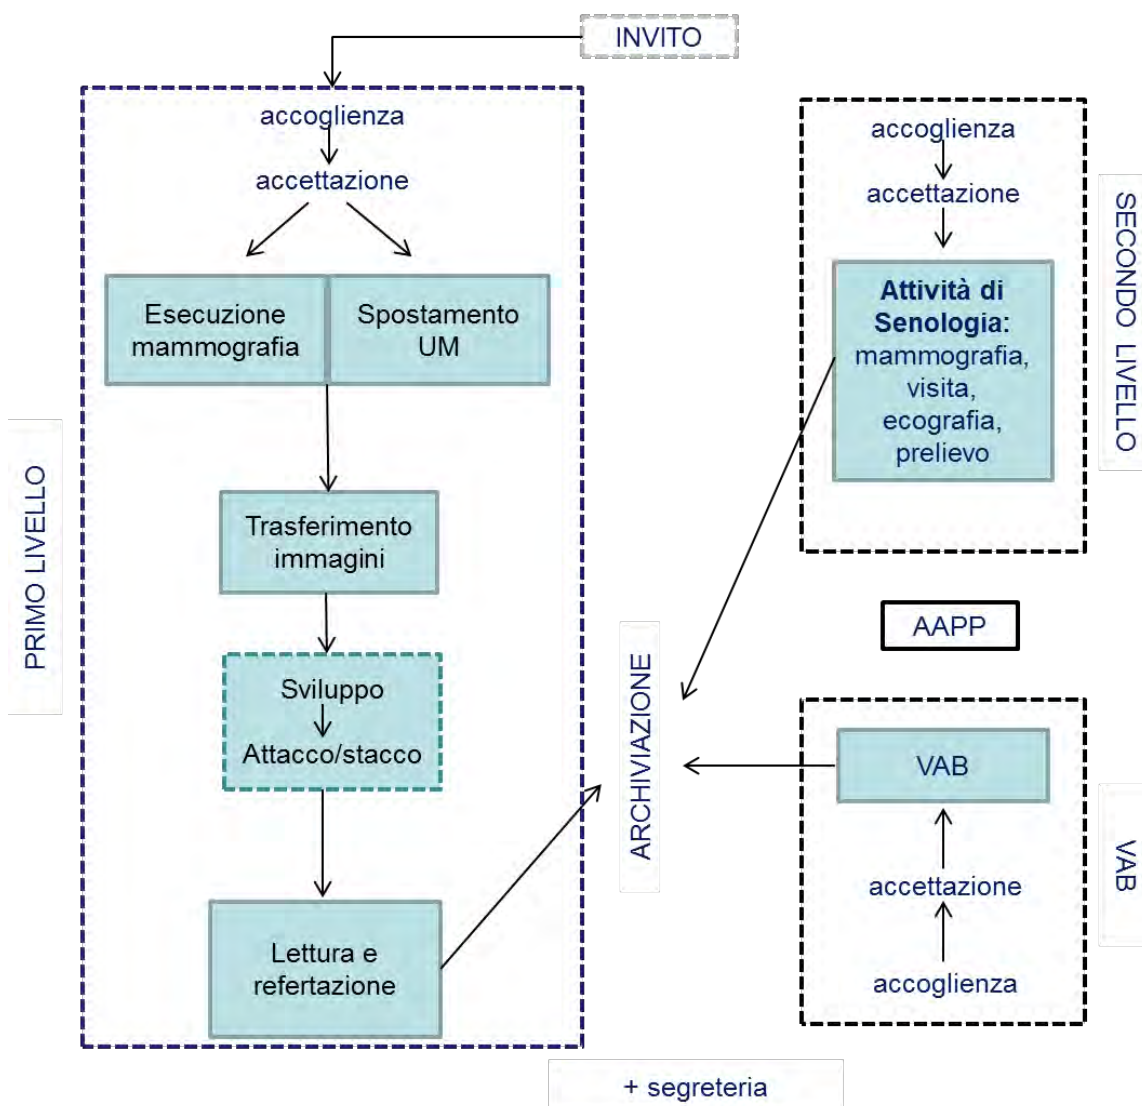 INVITO
accoglienza
accettazione
Esecuzione
mammografia
Spostamento
UM
Trasferimento
immagini
Sviluppo
Attacco/stacco
Lettura e
refertazione
PRIMO LIVELLO
ARCHIVIAZIONE
accoglienza
accettazione
Attività di
Senologia:
mammografia,
visita,
ecografia,
prelievo
SECONDO LIVELLO
AAPP
VAB
accettazione
accoglienza
VAB
+ segreteria